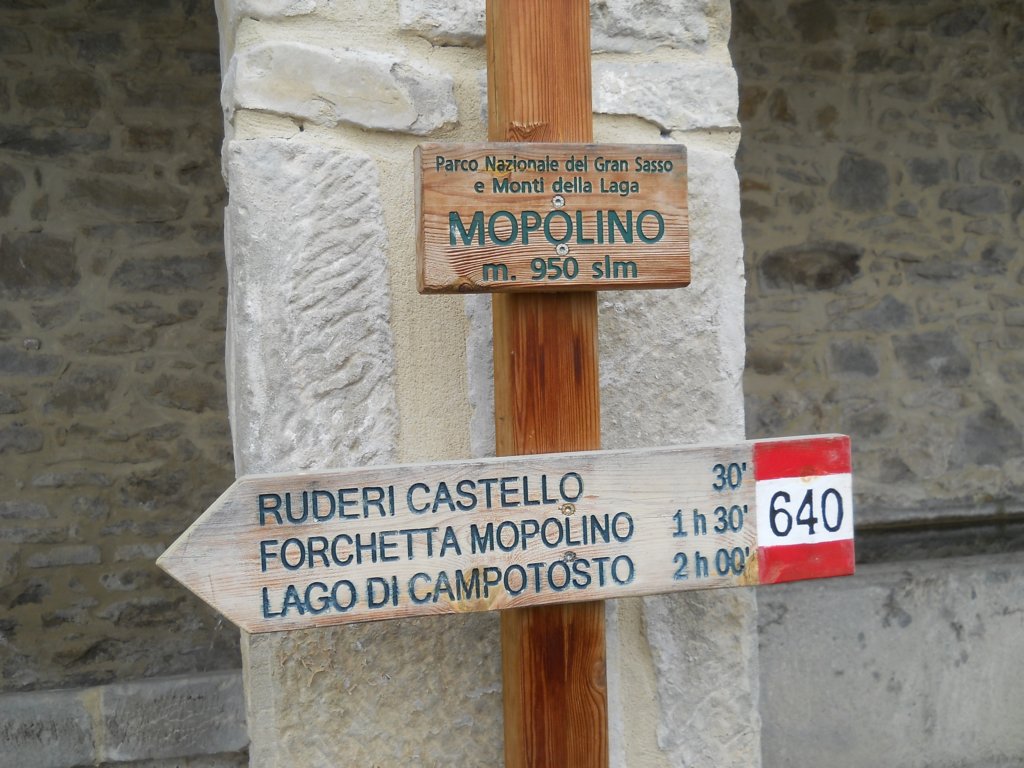 Parco Nazionale del Gran Sasso
e Monti della Laga
MOPOLINO
m. 950 slm
RUDERI CASTELLO 30'
FORCHETTA MOPOLINO 1 h 30'
LAGO DI CAMPOTOSTO 2 h 00'
640